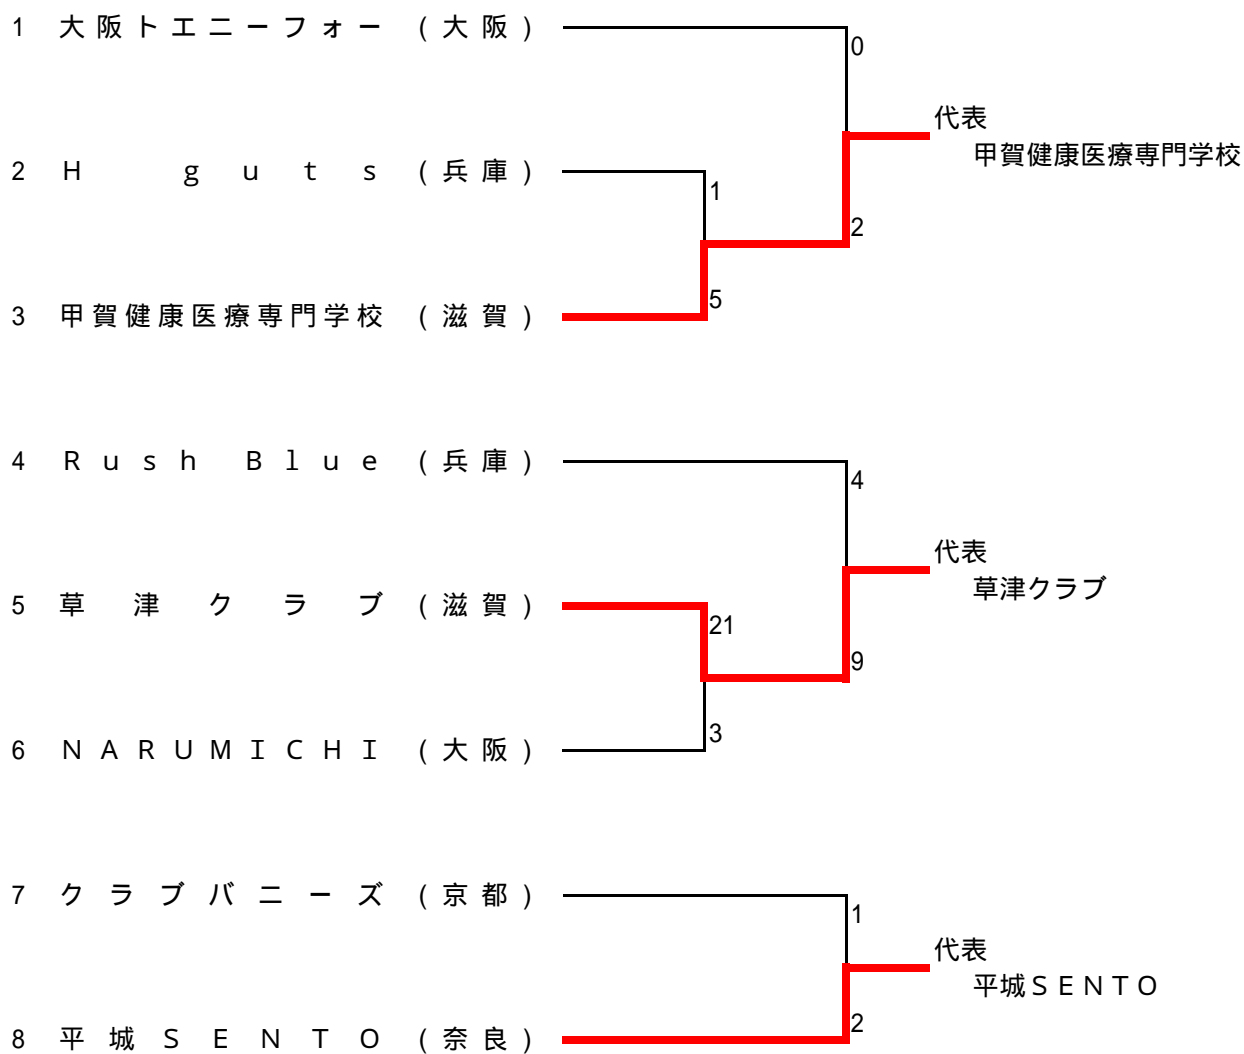 1 大阪トエニーフォー (大阪)
0
代表
甲賀健康医療専門学校
2 H guts (兵庫)
1
2
5
3 甲賀健康医療専門学校 (滋賀)
4 Rush Blue (兵庫)
4
代表
草津クラブ
5 草津クラブ (滋賀)
21
9
3
6 NARUMICHI (大阪)
7 クラブバニーズ (京都)
1
代表
平城SENTO
2
8 平城SENTO (奈良)